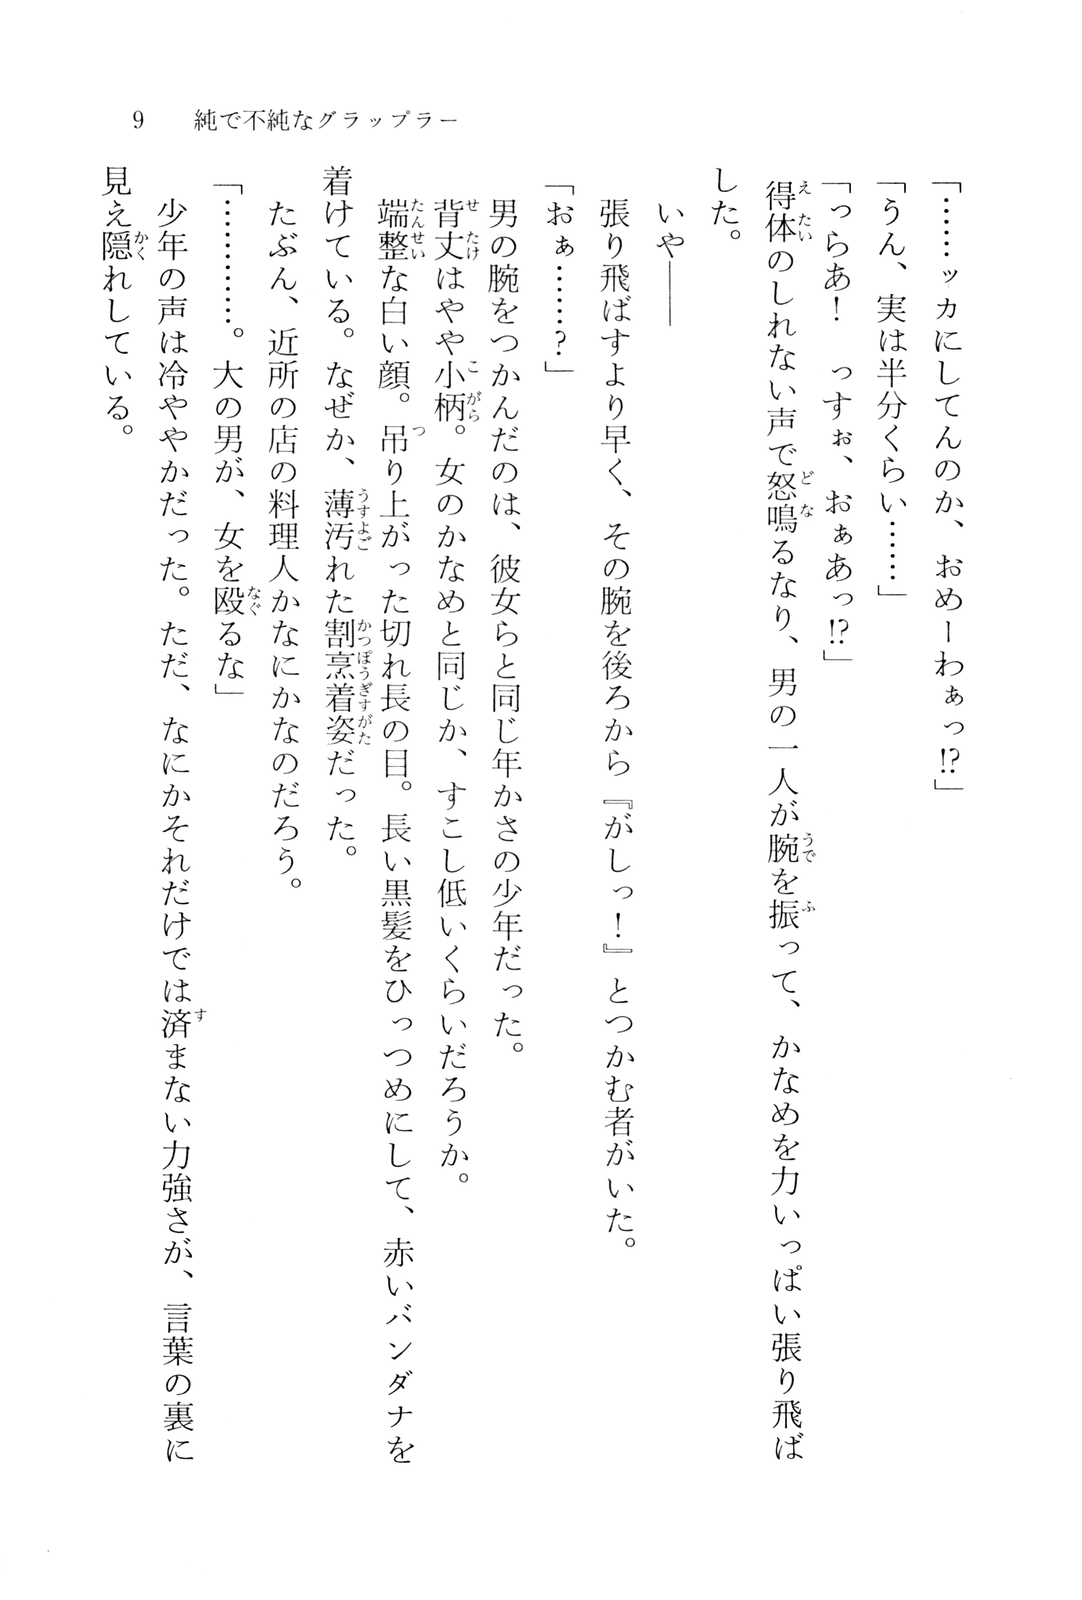 9 純で不純なグラップラー
「……ッカにしてんのか、おめーわぁっ!?」
「うん、実は半分くらい……」
「っらあ！　っすぉ、おぁあっ!?」
得体のしれない声で怒鳴るなり、男の一人が腕を振って、かなめを力いっぱい張り飛ば
した。
いや――
張り飛ばすより早く、その腕を後ろから『がしっ！』とつかむ者がいた。
「おぁ……?」
男の腕をつかんだのは、彼女らと同じ年かさの少年だった。
背丈はやや小柄。女のかなめと同じか、すこし低いくらいだろうか。
端整な白い顔。吊り上がった切れ長の目。長い黒髪をひっつめにして、赤いバンダナを
着けている。なぜか、薄汚れた割烹着姿だった。
たぶん、近所の店の料理人かなにかなのだろう。
「…………。大の男が、女を殴るな」
少年の声は冷ややかだった。ただ、なにかそれだけでは済まない力強さが、言葉の裏に
見え隠れしている。